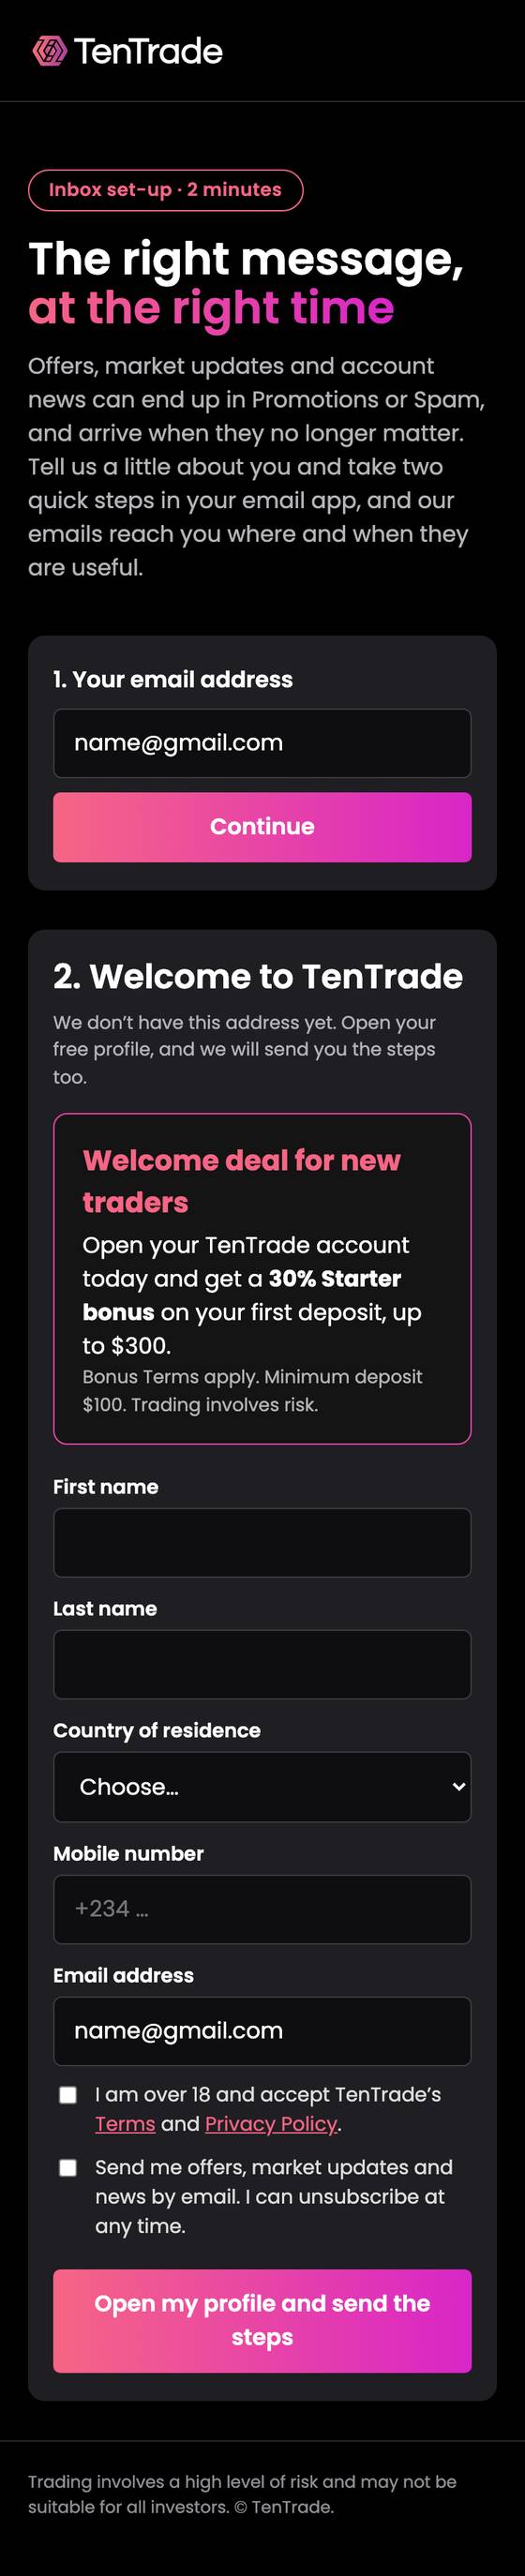 TenTrade
Inbox set-up · 2 minutes
The right message,
at the right time
Offers, market updates and account
news can end up in Promotions or Spam,
and arrive when they no longer matter.
Tell us a little about you and take two
quick steps in your email app, and our
emails reach you where and when they
are useful.
1. Your email address
name@gmail.com
Continue
2. Welcome to TenTrade
We don’t have this address yet. Open your
free profile, and we will send you the steps
too.
Welcome deal for new
traders
Open your TenTrade account
today and get a 30% Starter
bonus on your first deposit, up
to $300.
Bonus Terms apply. Minimum deposit
$100. Trading involves risk.
First name
Last name
Country of residence
Choose...
Mobile number
+234 ...
Email address
name@gmail.com
I am over 18 and accept TenTrade’s
Terms and Privacy Policy.
Send me offers, market updates and
news by email. I can unsubscribe at
any time.
Open my profile and send the
steps
Trading involves a high level of risk and may not be
suitable for all investors. © TenTrade.